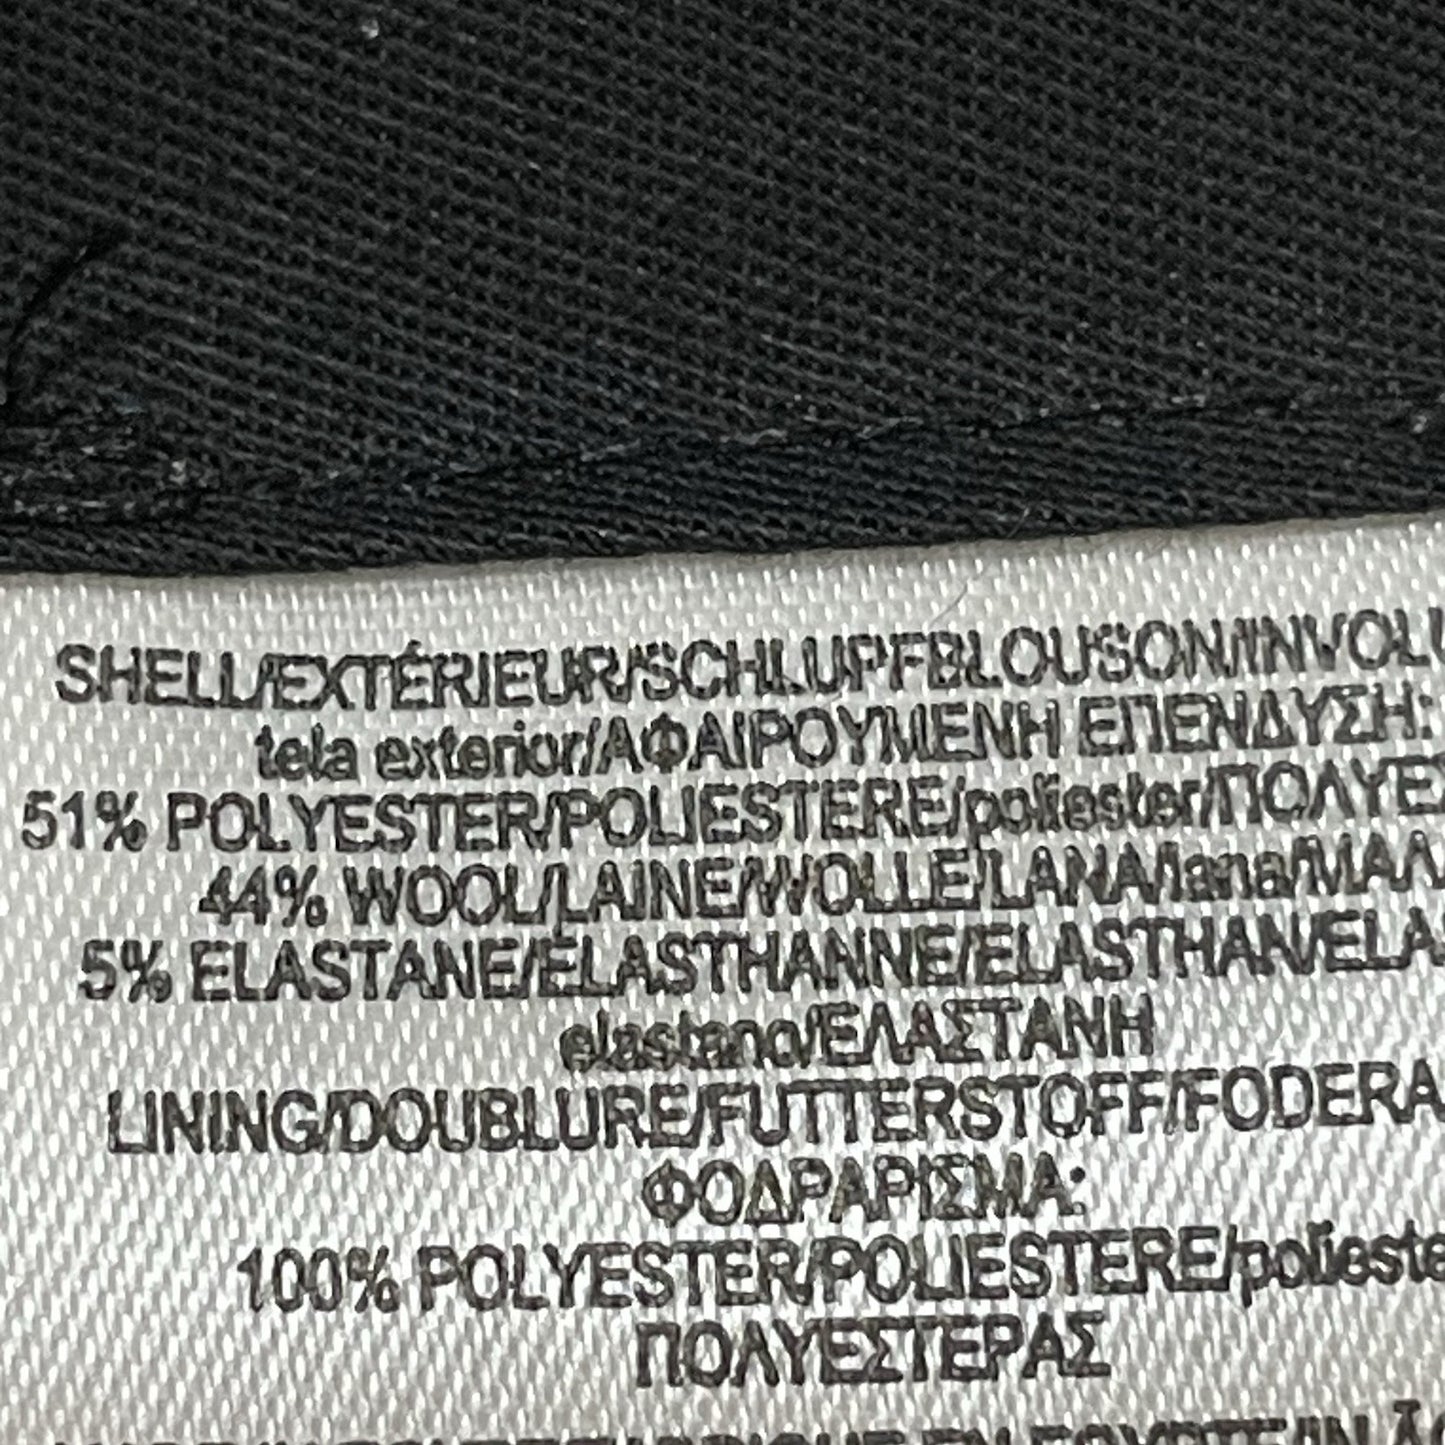 SHELL/EXTÉRIEUR/SCHLUPFBLOUSON/INVOLU
tela exterior/ΑΦΑΙΡΟΥΜΕΝΗ ΕΠΕΝΔΥΣΗ:
51% POLYESTER/POLIESTERE/poliester/ΠΟΛΥΕΣ
44% WOOL/LAINE/WOLLE/LANA/lana/ΜΑΛ
5% ELASTANE/ÉLASTHANNE/ELASTHAN/ELA
elastano/ΕΛΑΣΤΑΝΗ
LINING/DOUBLURE/FUTTERSTOFF/FODERA
ΦΟΔΡΑΡΙΣΜΑ:
100% POLYESTER/POLIESTERE/polieste
ΠΟΛΥΕΣΤΕΡΑΣ